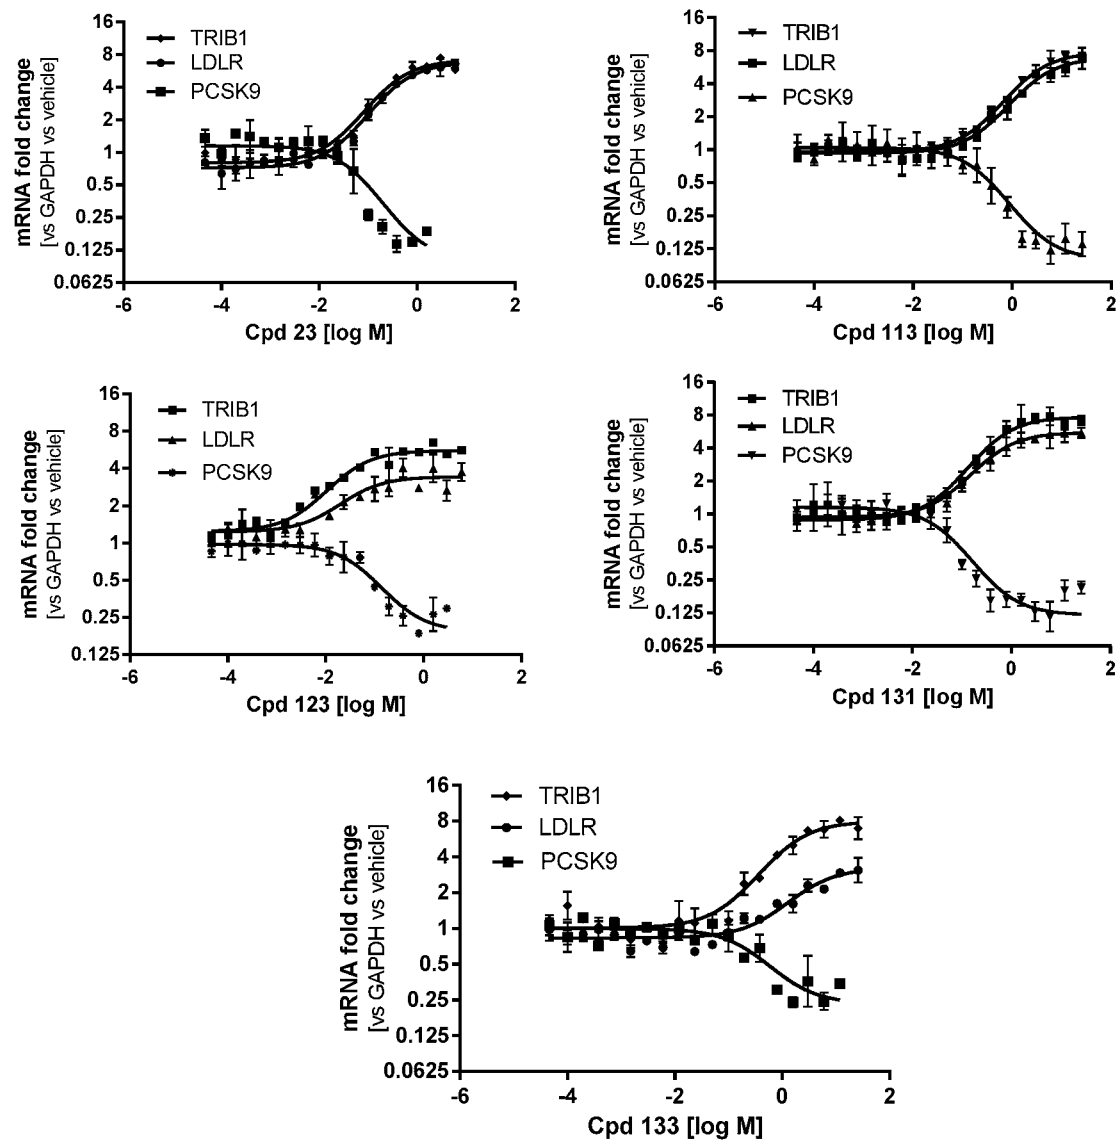 16
8
4
2
1
0.5
0.25
0.125
0.0625
mRNA fold change
[vs GAPDH vs vehicle]
TRIB1
LDLR
PCSK9
-6
-4
-2
0
2
Cpd 23 [log M]
16
8
4
2
1
0.5
0.25
0.125
0.0625
mRNA fold change
[vs GAPDH vs vehicle]
TRIB1
LDLR
PCSK9
-6
-4
-2
0
2
Cpd 113 [log M]
16
8
4
2
1
0.5
0.25
0.125
mRNA fold change
[vs GAPDH vs vehicle]
TRIB1
LDLR
PCSK9
-6
-4
-2
0
2
Cpd 123 [log M]
16
8
4
2
1
0.5
0.25
0.125
0.0625
mRNA fold change
[vs GAPDH vs vehicle]
TRIB1
LDLR
PCSK9
-6
-4
-2
0
2
Cpd 131 [log M]
16
8
4
2
1
0.5
0.25
0.125
0.0625
mRNA fold change
[vs GAPDH vs vehicle]
TRIB1
LDLR
PCSK9
-6
-4
-2
0
2
Cpd 133 [log M]